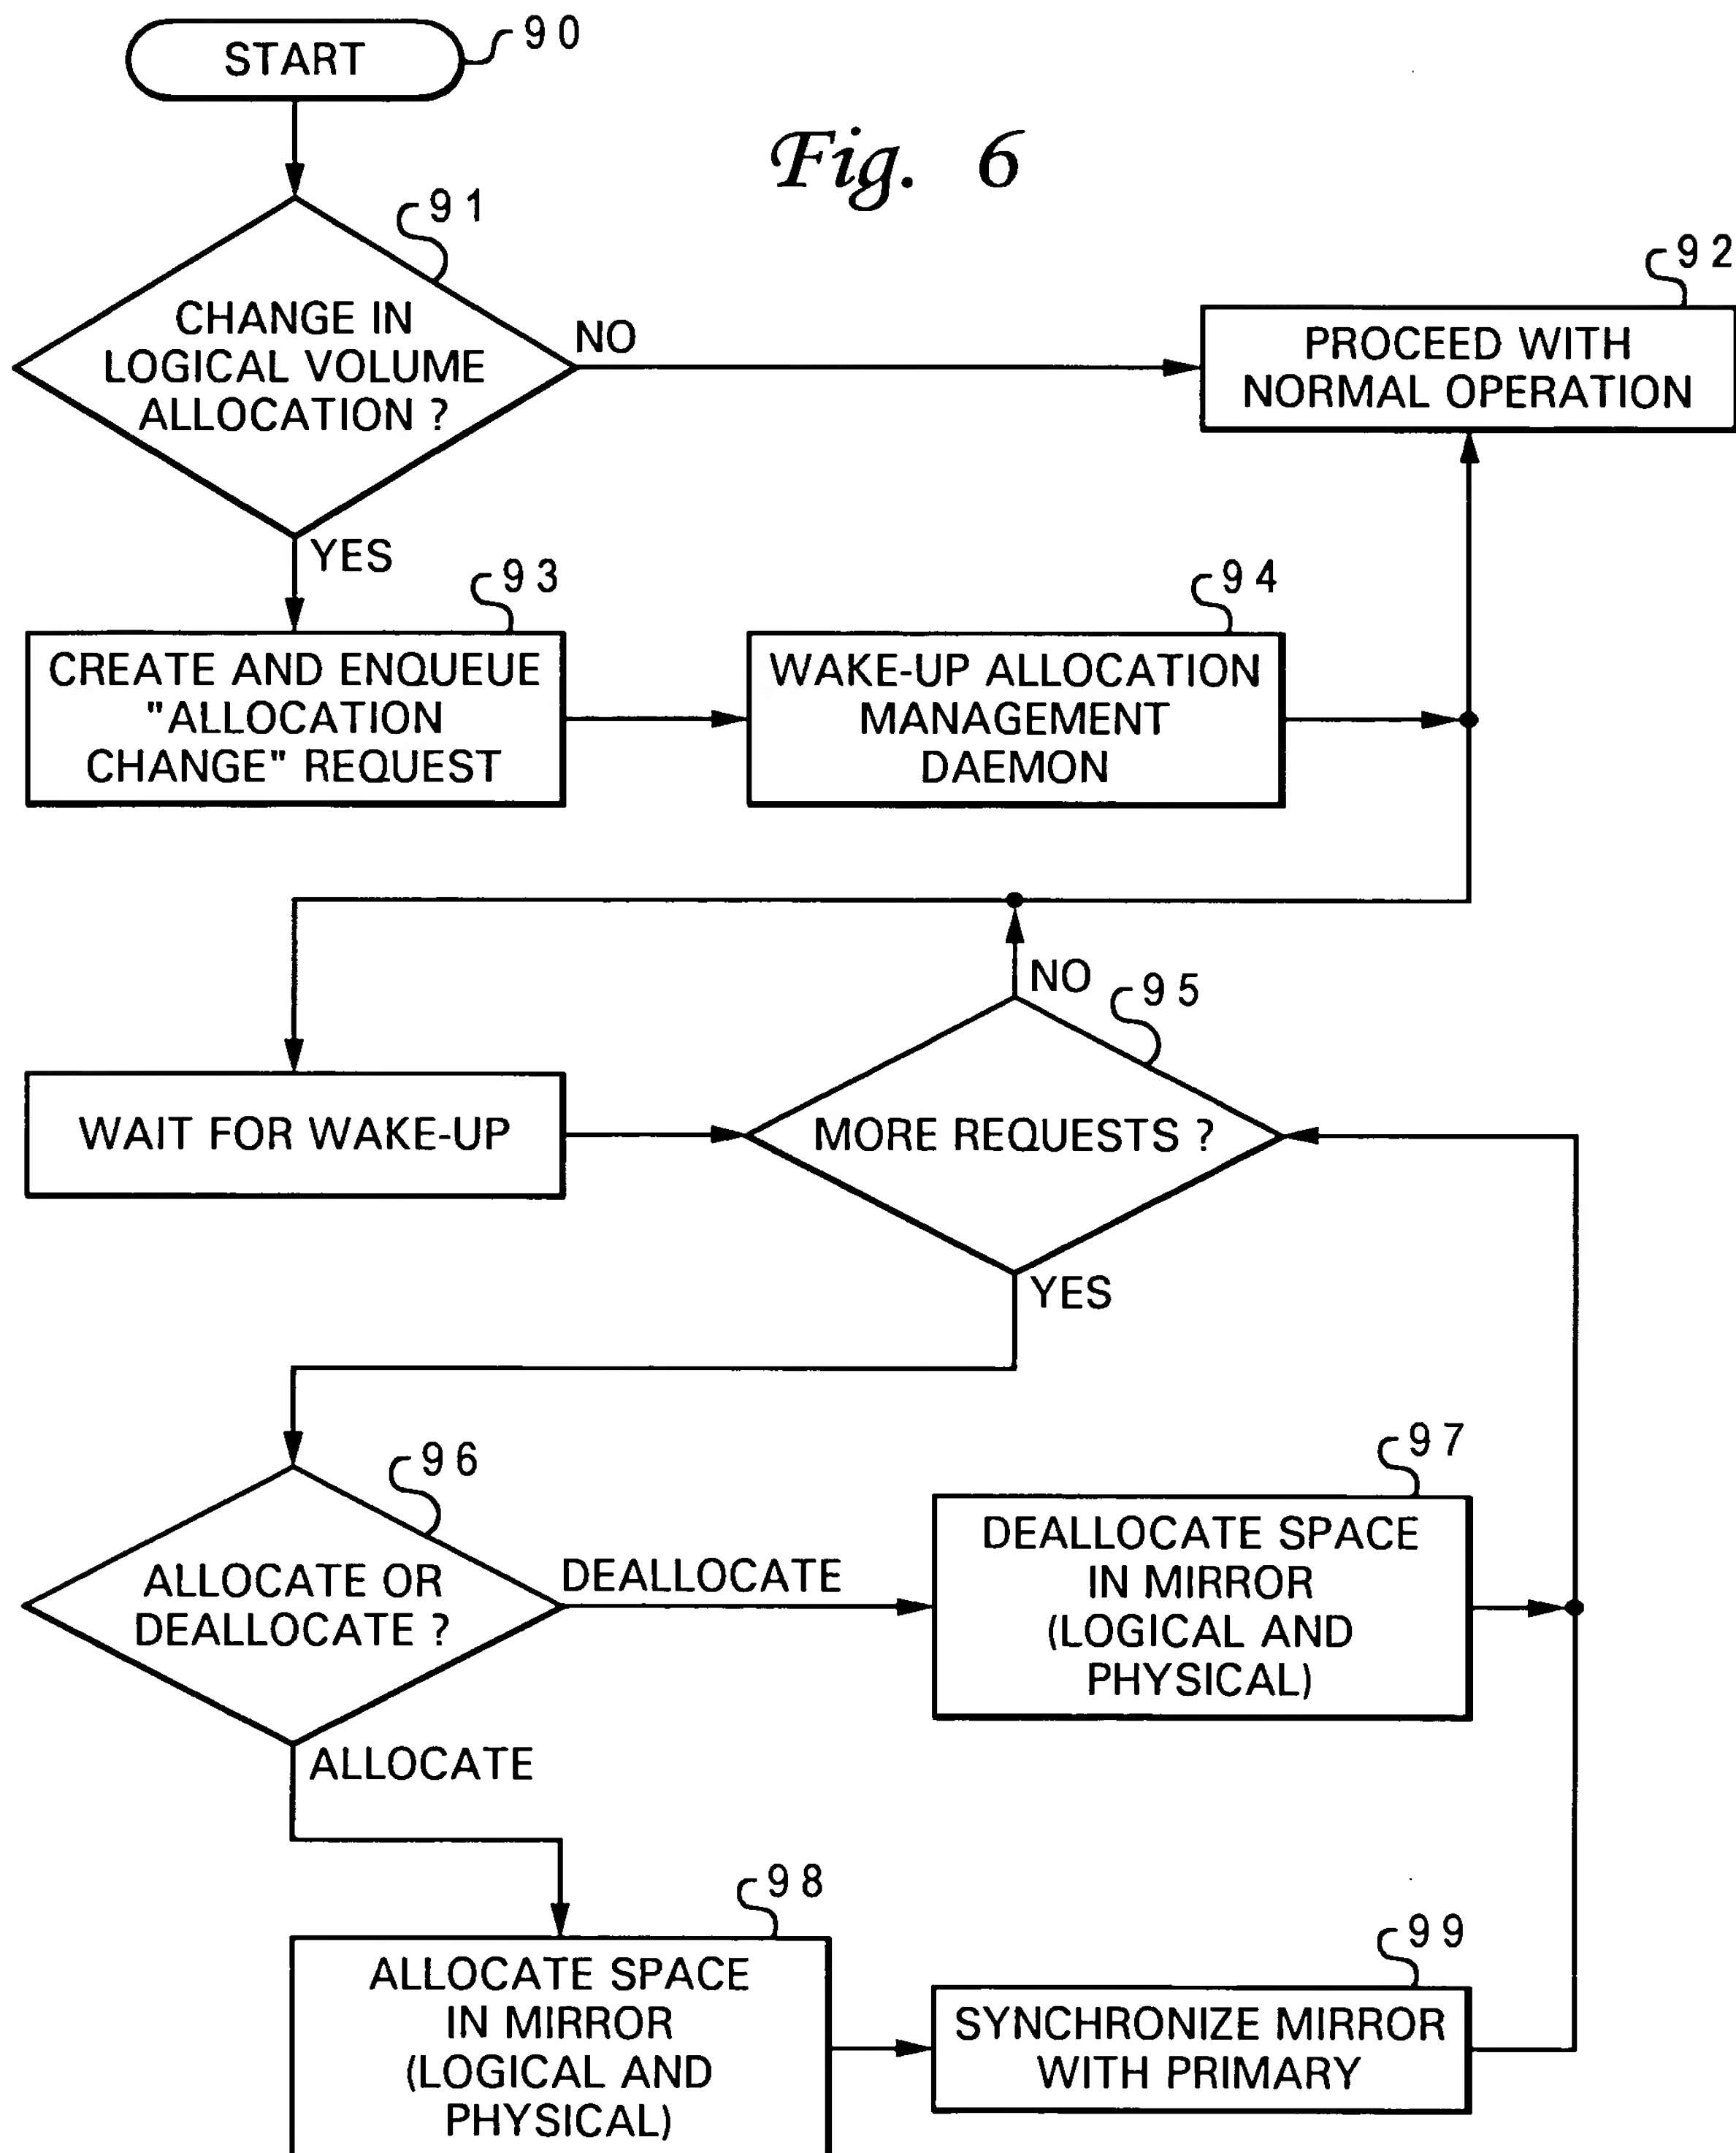 START
90
Fig. 6
91
CHANGE IN
LOGICAL VOLUME
ALLOCATION ?
NO
92
PROCEED WITH
NORMAL OPERATION
YES
93
CREATE AND ENQUEUE
"ALLOCATION
CHANGE" REQUEST
94
WAKE-UP ALLOCATION
MANAGEMENT
DAEMON
NO
95
WAIT FOR WAKE-UP
MORE REQUESTS ?
YES
96
ALLOCATE OR
DEALLOCATE ?
DEALLOCATE
97
DEALLOCATE SPACE
IN MIRROR
(LOGICAL AND
PHYSICAL)
ALLOCATE
98
ALLOCATE SPACE
IN MIRROR
(LOGICAL AND
PHYSICAL)
99
SYNCHRONIZE MIRROR
WITH PRIMARY